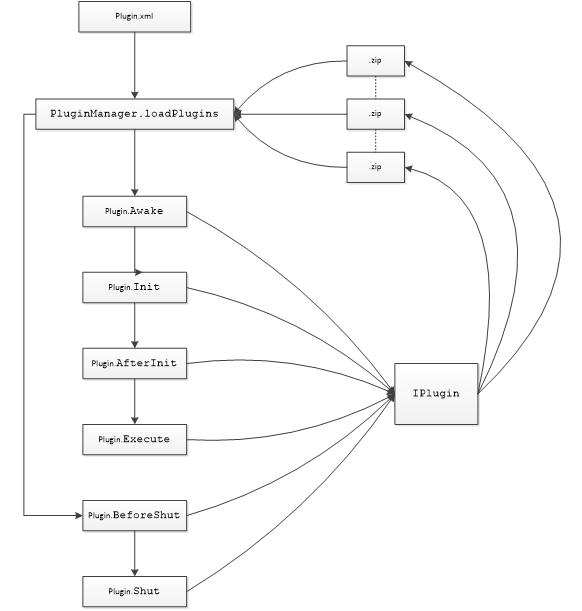 Plugin.xml
.zip
PluginManager.loadPlugins
.zip
.zip
Plugin.Awake
Plugin.Init
Plugin.AfterInit
IPlugin
Plugin.Execute
Plugin.BeforeShut
Plugin.Shut